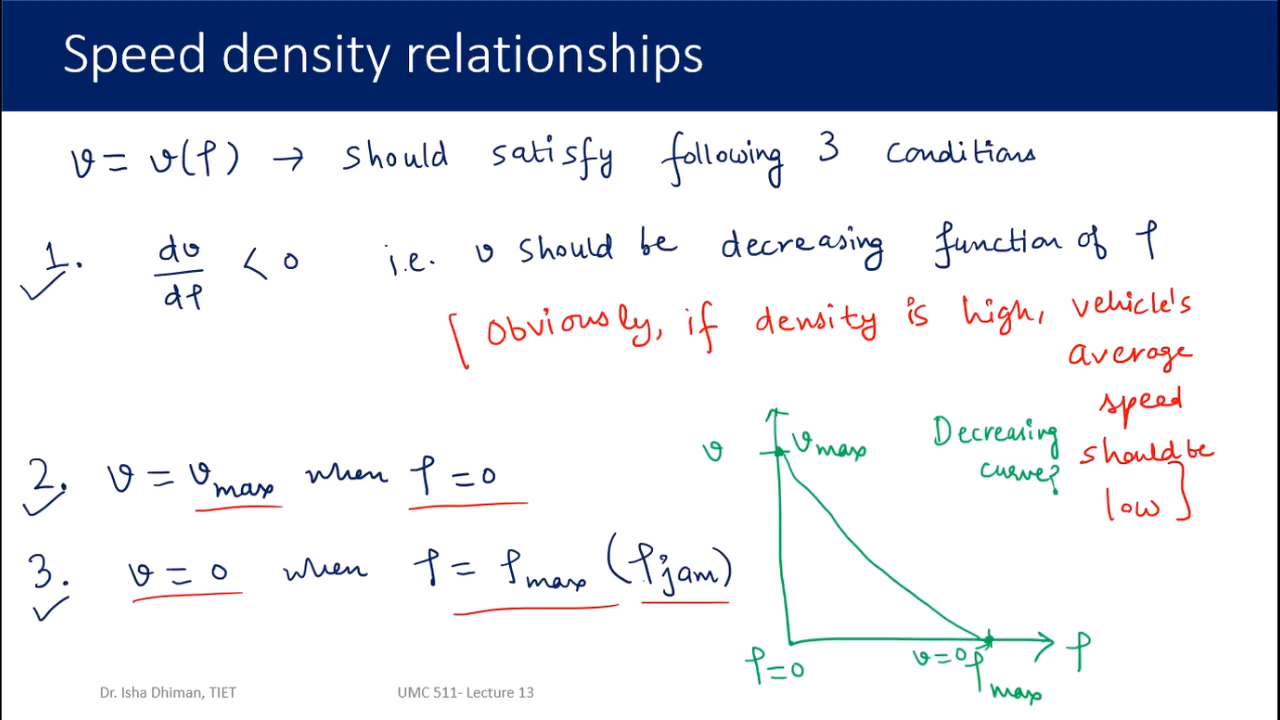 Speed density relationships
v = v(ρ) → should satisfy following 3 conditions
1. dv/dρ < 0 i.e. v should be decreasing function of ρ
[Obviously, if density is high, vehicle's
average
speed
should be
low]
2. v = vmax when ρ = 0
3. v = 0 when ρ = ρmax (ρjam)
v
vmax
Decreasing
curve?
ρ=0
v=0
ρmax
ρ
Dr. Isha Dhiman, TIET
UMC 511- Lecture 13